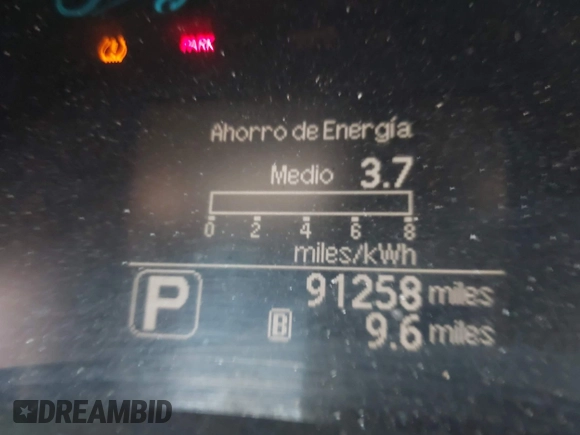 PARK
Ahorro de Energía
Medio 3.7
0 2 4 6 8
miles/kWh
P 91258 miles
B 9.6 miles
DREAMBID